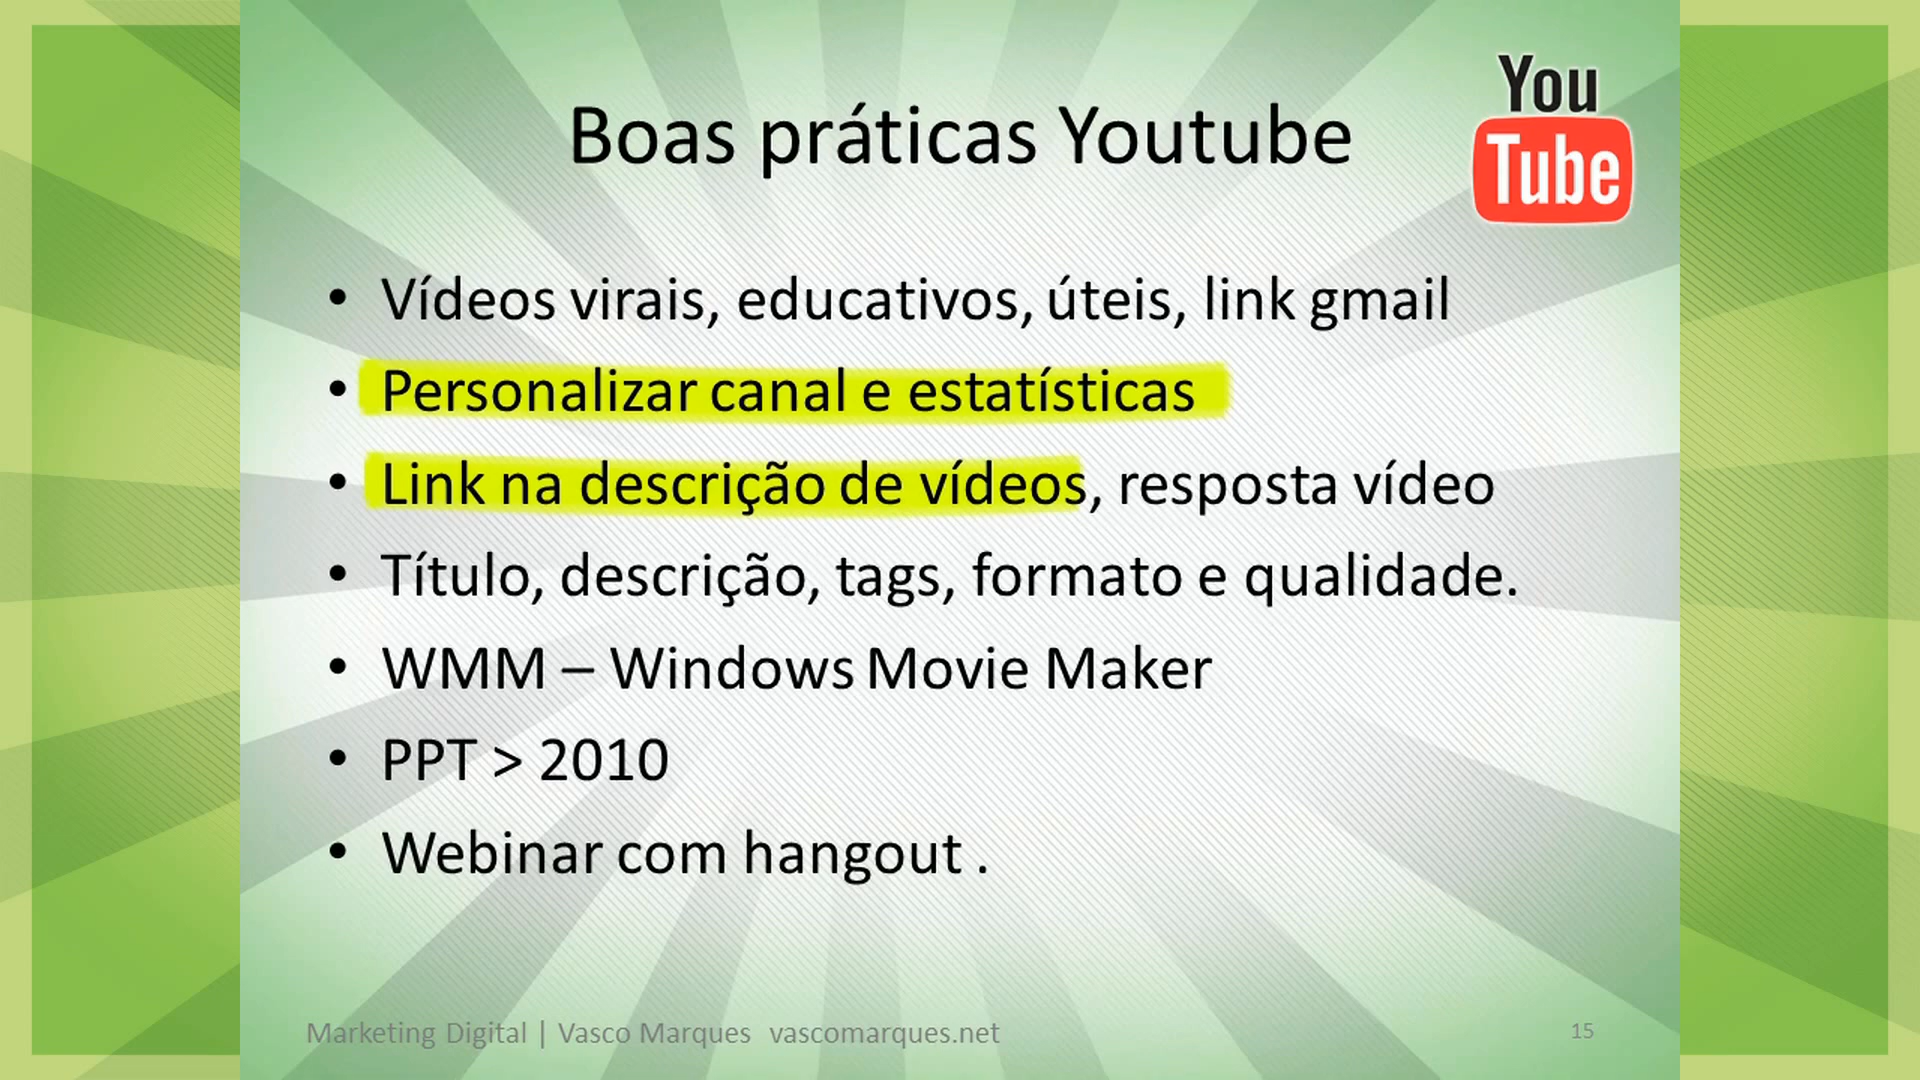 Boas práticas Youtube
You
Tube
• Vídeos virais, educativos, úteis, link gmail
• Personalizar canal e estatísticas
• Link na descrição de vídeos, resposta vídeo
• Título, descrição, tags, formato e qualidade.
• WMM – Windows Movie Maker
• PPT > 2010
• Webinar com hangout .
Marketing Digital | Vasco Marques vascomarques.net
15